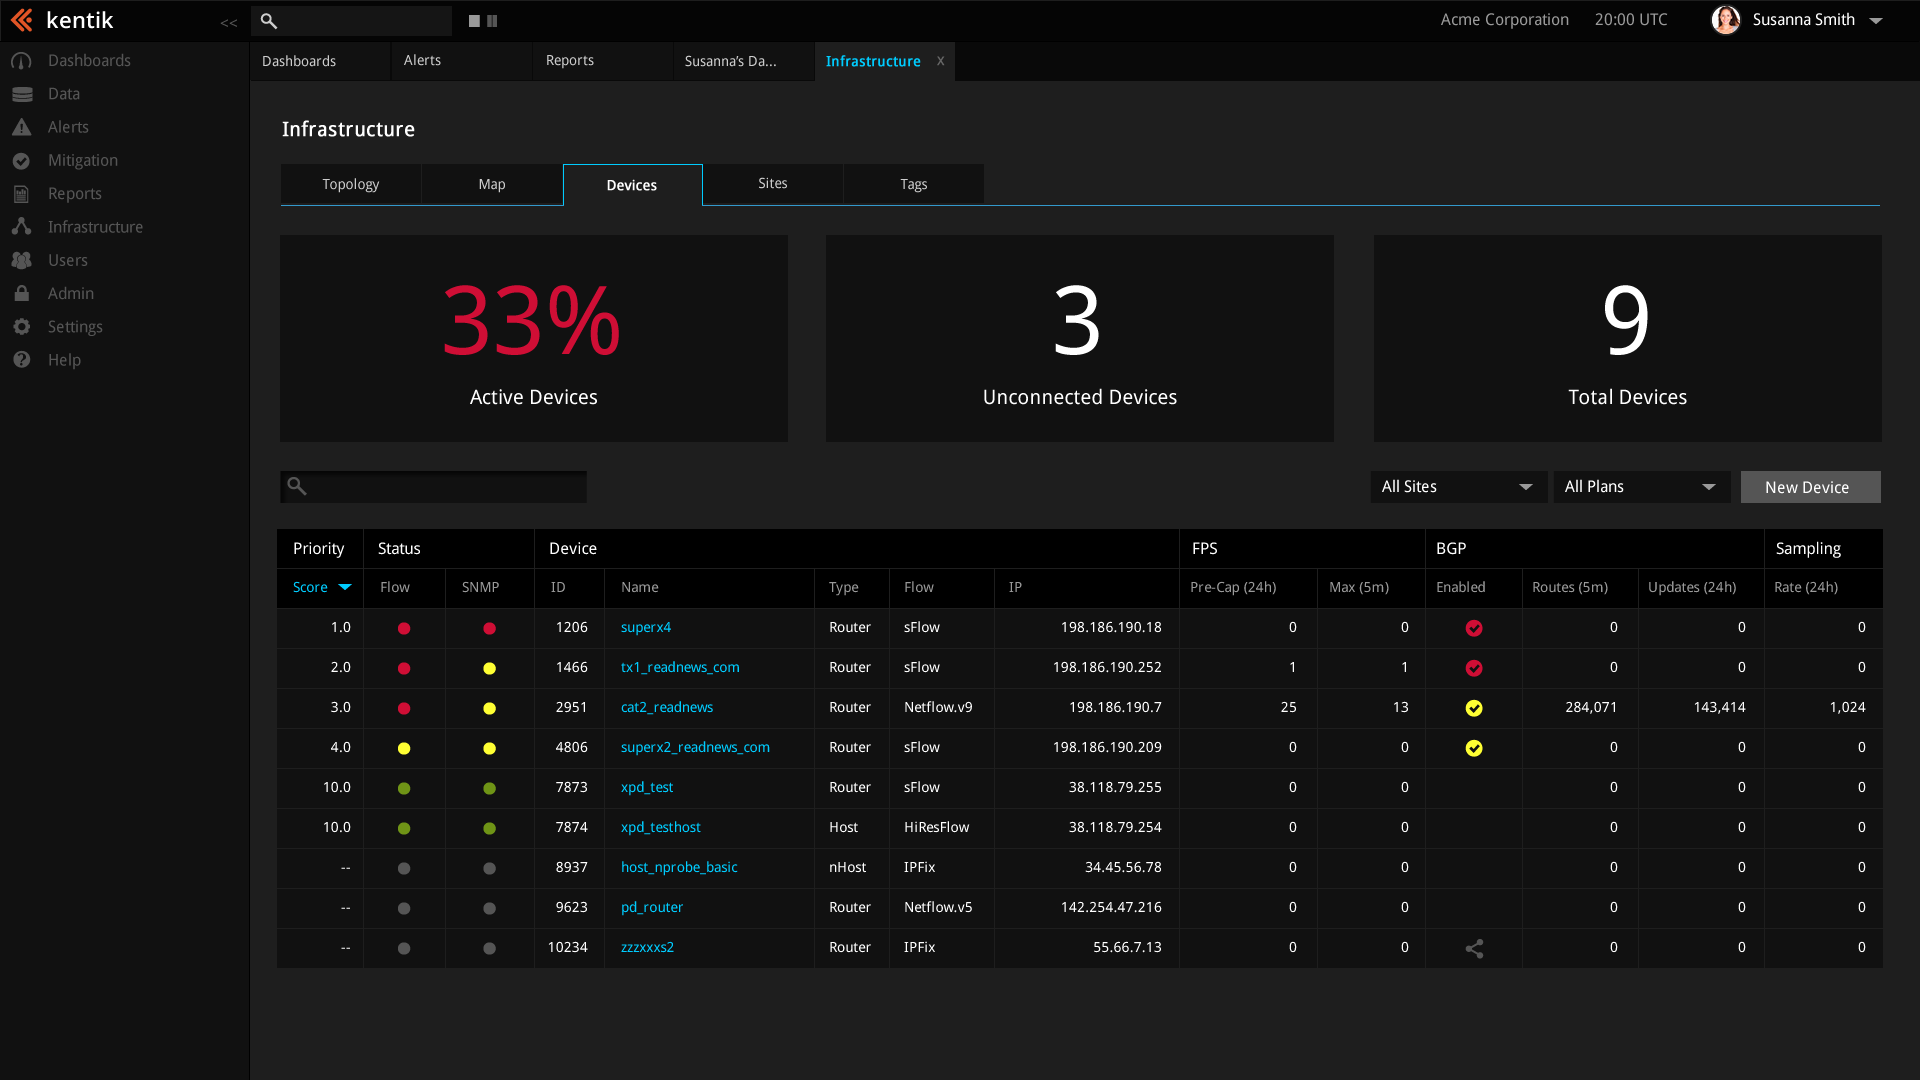 kentik
<<
Acme Corporation 20:00 UTC Susanna Smith
Dashboards
Data
Alerts
Mitigation
Reports
Infrastructure
Users
Admin
Settings
Help
Dashboards Alerts Reports Susanna's Da... Infrastructure X
Infrastructure
Topology Map Devices Sites Tags
33%
Active Devices
3
Unconnected Devices
9
Total Devices
All Sites All Plans New Device
Priority Status Device FPS BGP Sampling
Score Flow SNMP ID Name Type Flow IP Pre-Cap (24h) Max (5m) Enabled Routes (5m) Updates (24h) Rate (24h)
1.0 1206 superx4 Router sFlow 198.186.190.18 0 0 0 0 0
2.0 1466 tx1_readnews_com Router sFlow 198.186.190.252 1 1 0 0 0
3.0 2951 cat2_readnews Router Netflow.v9 198.186.190.7 25 13 284,071 143,414 1,024
4.0 4806 superx2_readnews_com Router sFlow 198.186.190.209 0 0 0 0 0
10.0 7873 xpd_test Router sFlow 38.118.79.255 0 0 0 0 0
10.0 7874 xpd_testhost Host HiResFlow 38.118.79.254 0 0 0 0 0
-- 8937 host_nprobe_basic nHost IPFix 34.45.56.78 0 0 0 0 0
-- 9623 pd_router Router Netflow.v5 142.254.47.216 0 0 0 0 0
-- 10234 zzzxxxs2 Router IPFix 55.66.7.13 0 0 0 0 0